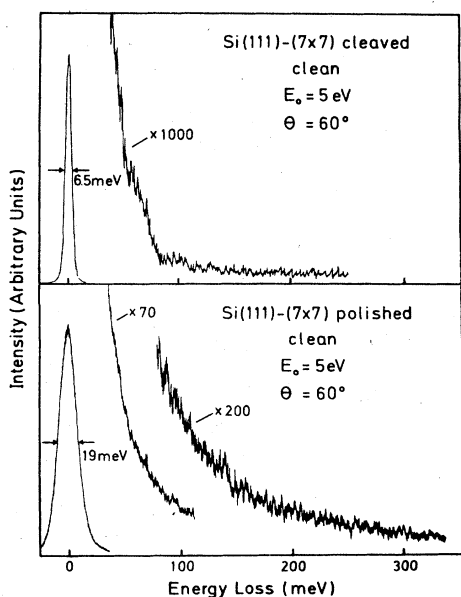 Si(111)-(7x7) cleaved
clean
E₀ = 5 eV
Θ = 60°
x1000
6.5meV
Intensity (Arbitrary Units)
Si(111)-(7x7) polished
clean
E₀ = 5eV
Θ = 60°
x70
x200
19meV
0
100
200
300
Energy Loss (meV)